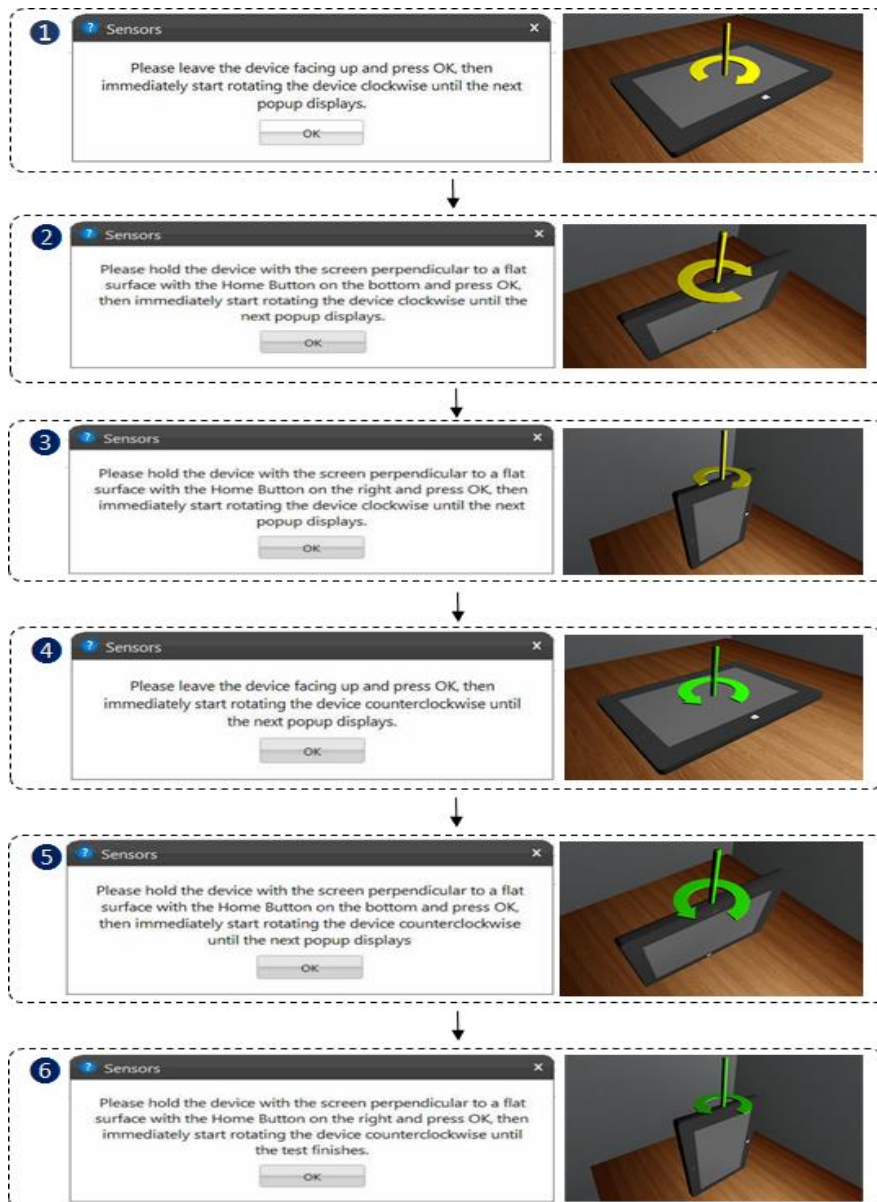 1
? Sensors x
Please leave the device facing up and press OK, then
immediately start rotating the device clockwise until the next
popup displays.
OK
2
? Sensors x
Please hold the device with the screen perpendicular to a flat
surface with the Home Button on the bottom and press OK,
then immediately start rotating the device clockwise until the
next popup displays.
OK
3
? Sensors x
Please hold the device with the screen perpendicular to a flat
surface with the Home Button on the right and press OK, then
immediately start rotating the device clockwise until the next
popup displays.
OK
4
? Sensors x
Please leave the device facing up and press OK, then
immediately start rotating the device counterclockwise until
the next popup displays.
OK
5
? Sensors x
Please hold the device with the screen perpendicular to a flat
surface with the Home Button on the bottom and press OK,
then immediately start rotating the device counterclockwise
until the next popup displays
OK
6
? Sensors x
Please hold the device with the screen perpendicular to a flat
surface with the Home Button on the right and press OK, then
immediately start rotating the device counterclockwise until
the test finishes.
OK